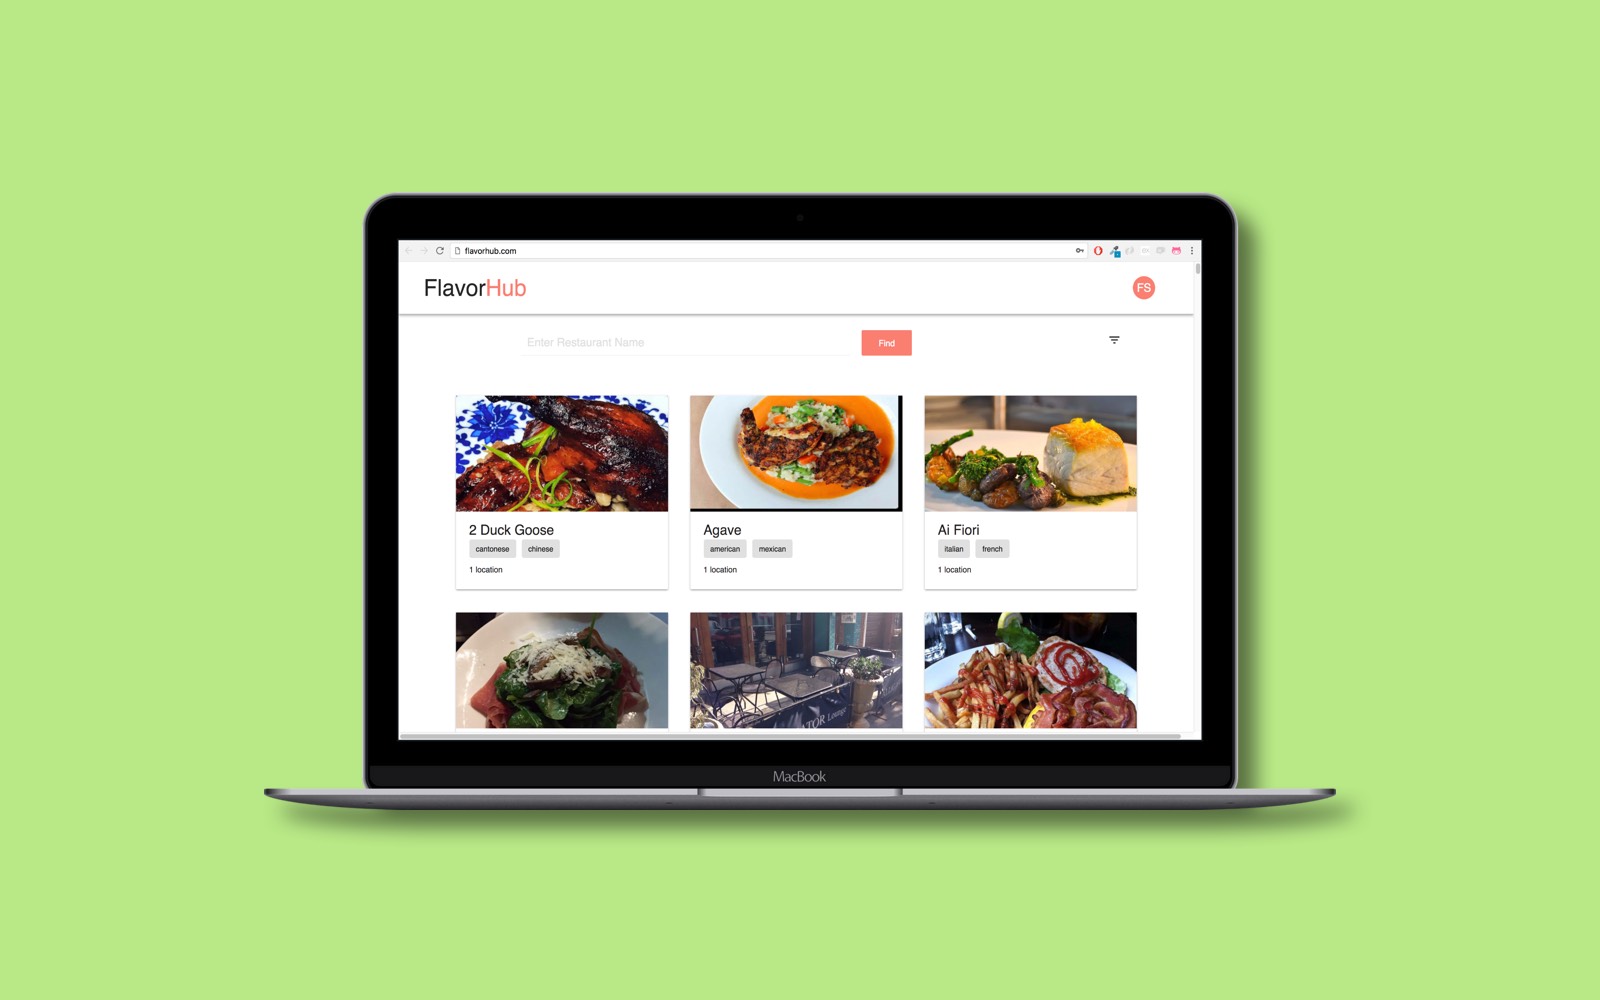 flavorhub.com
FlavorHub
FS
Enter Restaurant Name
Find
2 Duck Goose
cantonese chinese
1 location
Agave
american mexican
1 location
Ai Fiori
italian french
1 location
Lounge
MacBook